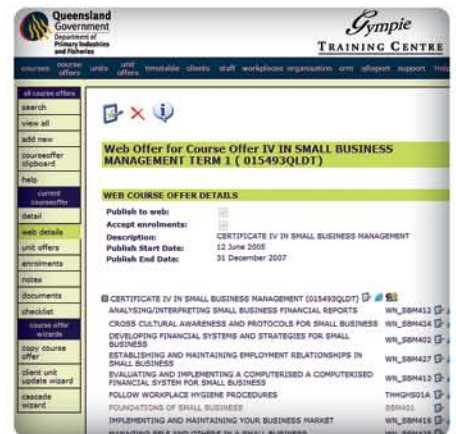 Queensland
Government
Department of
Primary Industries
and Fisheries
Gympie
TRAINING CENTRE
courses course offers units unit offers timetable clients staff workplaces organisation crm support
all course offers
search
view all
add new
courseoffer
clipboard
help
current
courseoffer
detail
web details
unit offers
enrolments
notes
documents
checklist
course offer
wizards
copy course
offer
client unit
update wizard
cascade
wizard
Web Offer for Course Offer IV IN SMALL BUSINESS
MANAGEMENT TERM 1 ( 015493QLDT)
WEB COURSE OFFER DETAILS
Publish to web:
Accept enrolments:
Description: CERTIFICATE IV IN SMALL BUSINESS MANAGEMENT
Publish Start Date: 12 June 2005
Publish End Date: 31 December 2007
CERTIFICATE IV IN SMALL BUSINESS MANAGEMENT (015493QLDT)
ANALYSING/INTERPRETING SMALL BUSINESS FINANCIAL REPORTS WN_SBM412
CROSS CULTURAL AWARENESS AND PROTOCOLS FOR SMALL BUSINESS WN_SBM424
DEVELOPING FINANCIAL SYSTEMS AND STRATEGIES FOR SMALL
BUSINESS WN_SBM402
ESTABLISHING AND MAINTAINING EMPLOYMENT RELATIONSHIPS IN
SMALL BUSINESS WN_SBM427
EVALUATING AND IMPLEMENTING A COMPUTERISED A COMPUTERISED
FINANCIAL SYSTEM FOR SMALL BUSINESS WN_SBM413
FOLLOW WORKPLACE HYGIENE PROCEDURES THHGHS01A
FOUNDATIONS OF SMALL BUSINESS SBM401
IMPLEMENTING AND MAINTAINING YOUR BUSINESS MARKET WN_SBM416